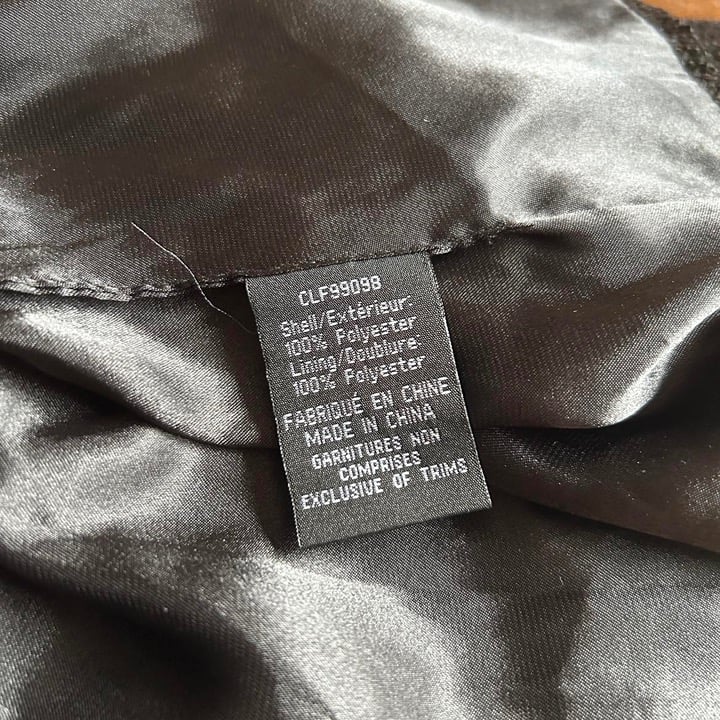 CLF99098
Shell/Extérieur:
100% Polyester
Lining/Doublure:
100% Polyester
FABRIQUÉ EN CHINE
MADE IN CHINA
GARNITURES NON
COMPRISES
EXCLUSIVE OF TRIMS